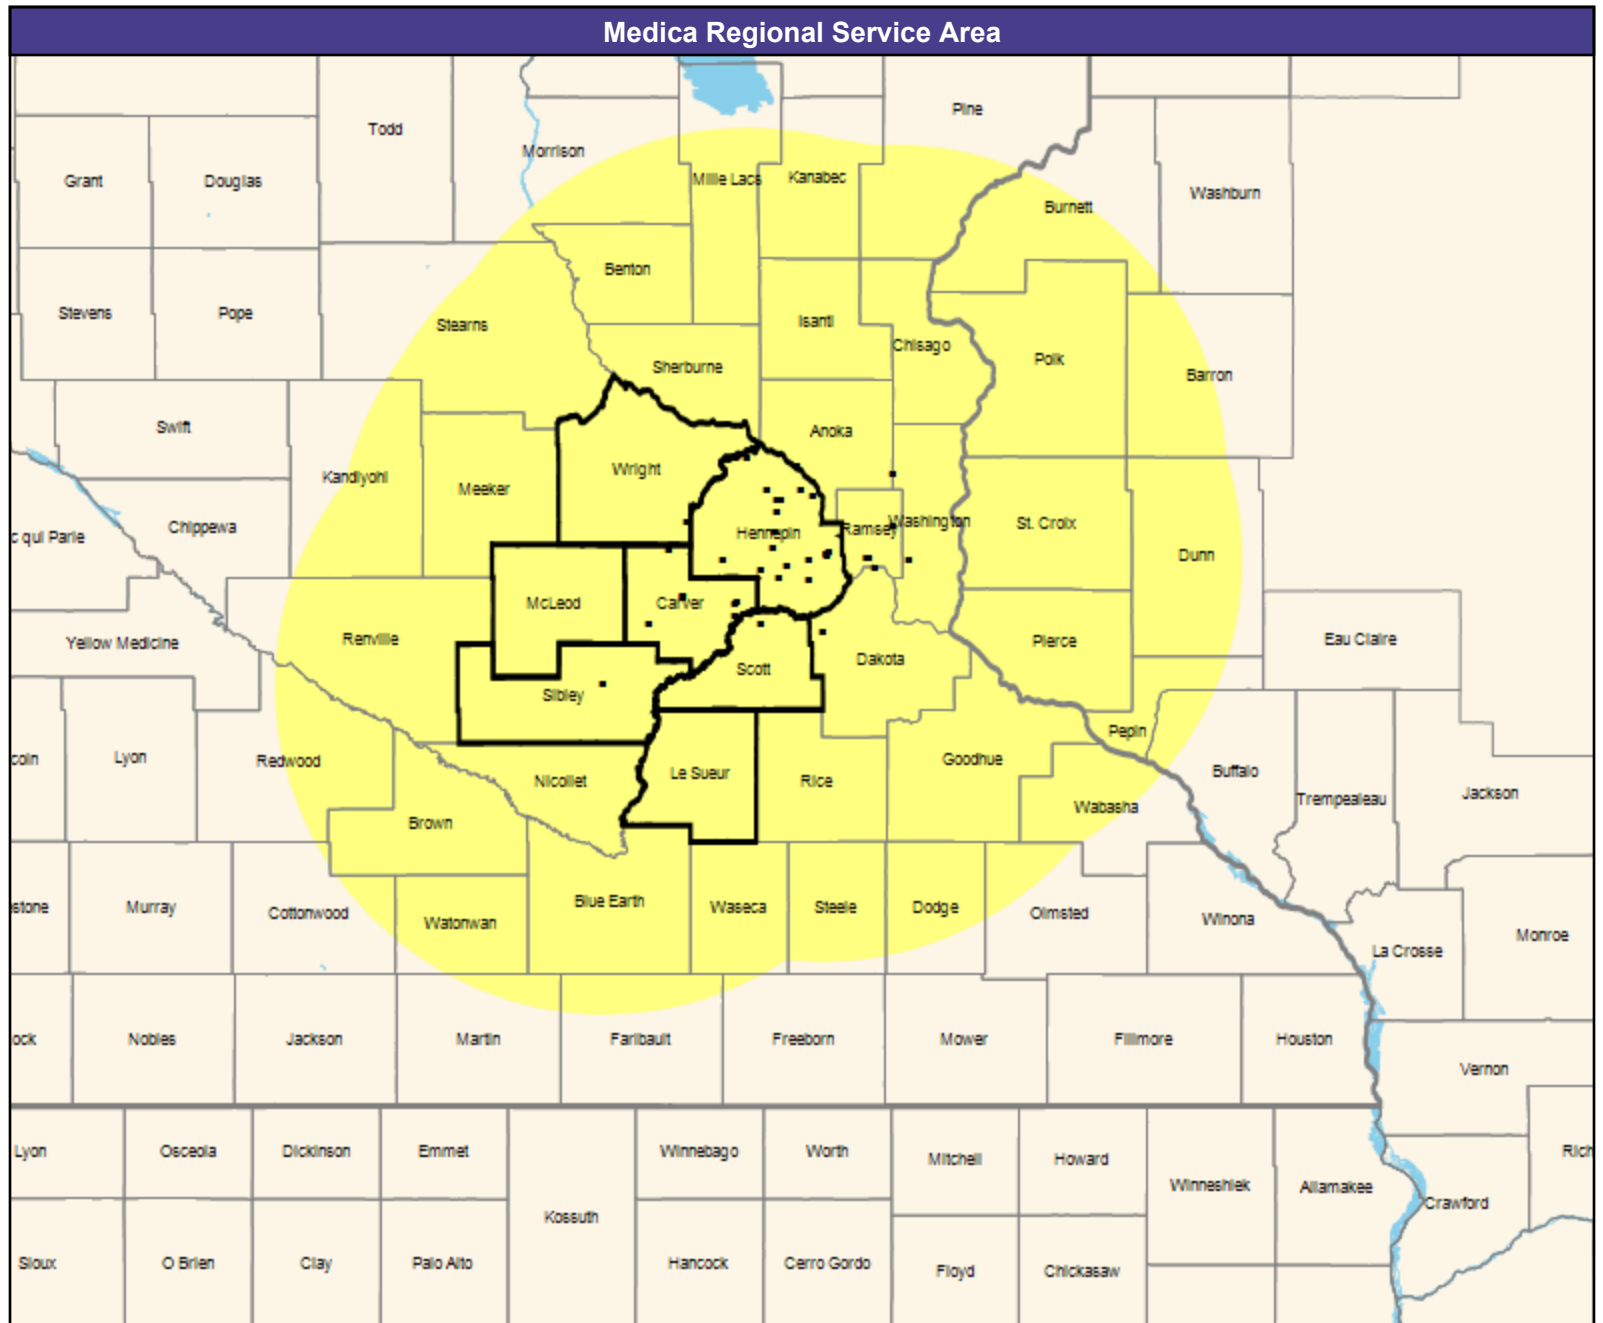 Medica Regional Service Area
Pine
Todd
Morrison
Grant
Douglas
Mille Lacs
Kanabec
Washburn
Burnett
Benton
Stevens
Pope
Stearns
Isanti
Chisago
Polk
Sherburne
Barron
Swift
Anoka
Kandiyohi
Wright
Meeker
Chippewa
Hennepin
Ramsey
Washington
St. Croix
c qui Parle
Dunn
McLeod
Carver
Renville
Yellow Medicine
Pierce
Eau Claire
Scott
Dakota
Sibley
Pepin
coln
Lyon
Redwood
Nicollet
Le Sueur
Rice
Goodhue
Buffalo
Trempealeau
Jackson
Brown
Wabasha
stone
Murray
Cottonwood
Watonwan
Blue Earth
Waseca
Steele
Dodge
Olmsted
Winona
La Crosse
Monroe
ock
Nobles
Jackson
Martin
Faribault
Freeborn
Mower
Fillmore
Houston
Vernon
Lyon
Osceola
Dickinson
Emmet
Winnebago
Worth
Mitchell
Howard
Rich
Winneshiek
Allamakee
Crawford
Kossuth
Sioux
O Brien
Clay
Palo Alto
Hancock
Cerro Gordo
Floyd
Chickasaw